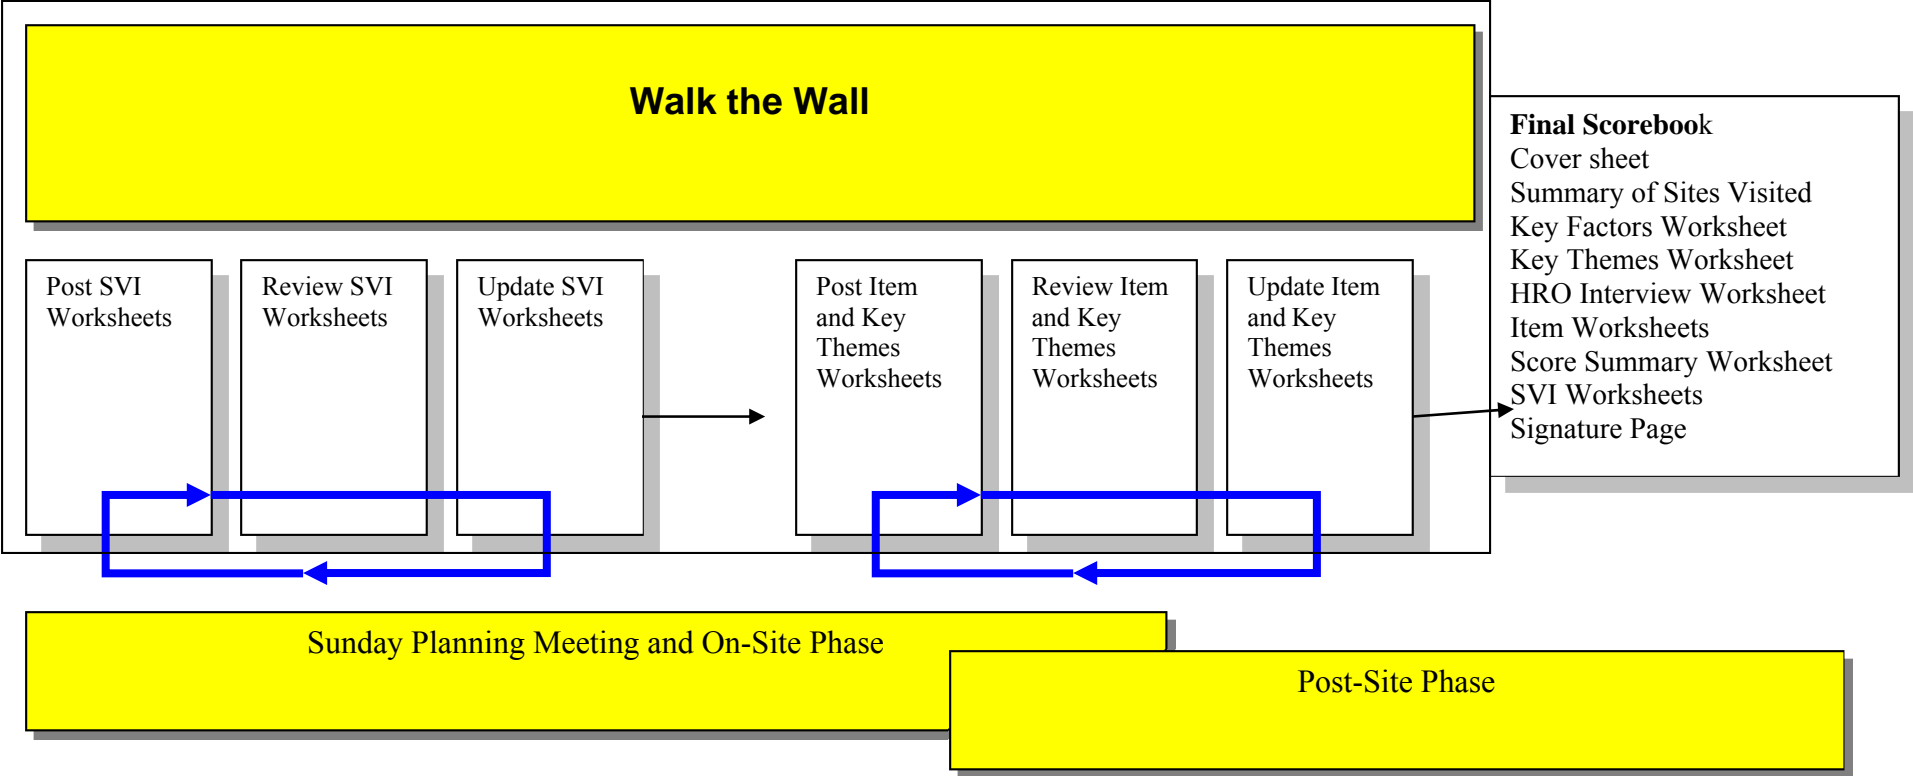 Walk the Wall
Final Scorebook
Cover sheet
Summary of Sites Visited
Key Factors Worksheet
Key Themes Worksheet
HRO Interview Worksheet
Item Worksheets
Score Summary Worksheet
SVI Worksheets
Signature Page
Post SVI
Worksheets
Review SVI
Worksheets
Update SVI
Worksheets
Post Item
and Key
Themes
Worksheets
Review Item
and Key
Themes
Worksheets
Update Item
and Key
Themes
Worksheets
Sunday Planning Meeting and On-Site Phase
Post-Site Phase